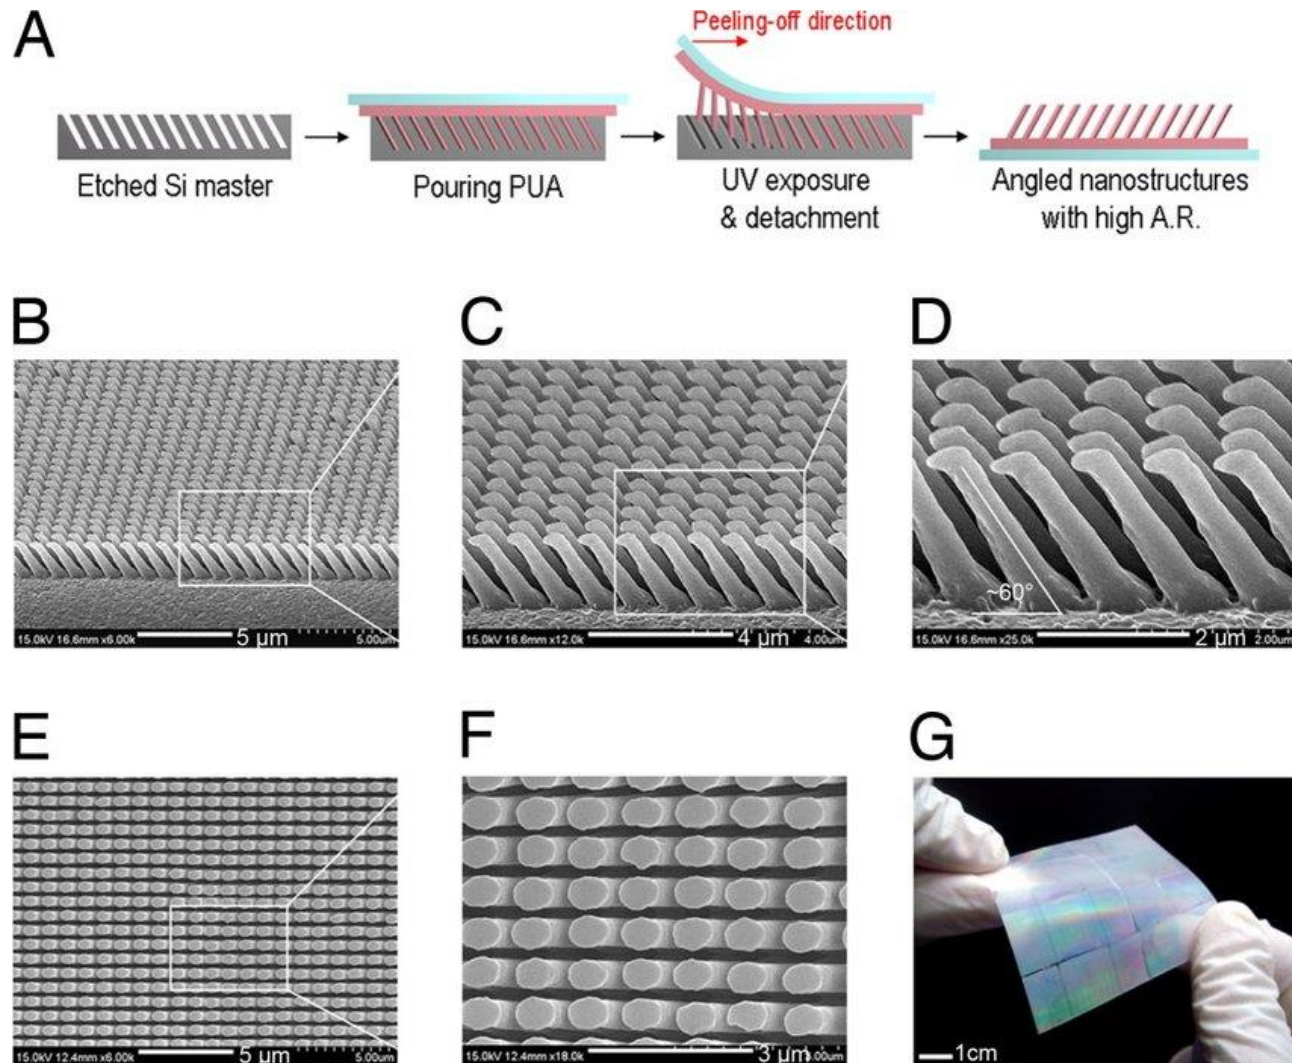 A
Peeling-off direction
Etched Si master
Pouring PUA
UV exposure
& detachment
Angled nanostructures
with high A.R.
B
C
D
15.0kV 16.6mm x6.00k
5 μm
5.00um
15.0kV 16.6mm x12.0k
4 μm
4.00um
~60°
15.0kV 16.6mm x25.0k
2 μm
2.00um
E
F
G
15.0kV 12.4mm x6.00k
5 μm
5.00um
15.0kV 12.4mm x18.0k
3 μm
3.00um
1cm